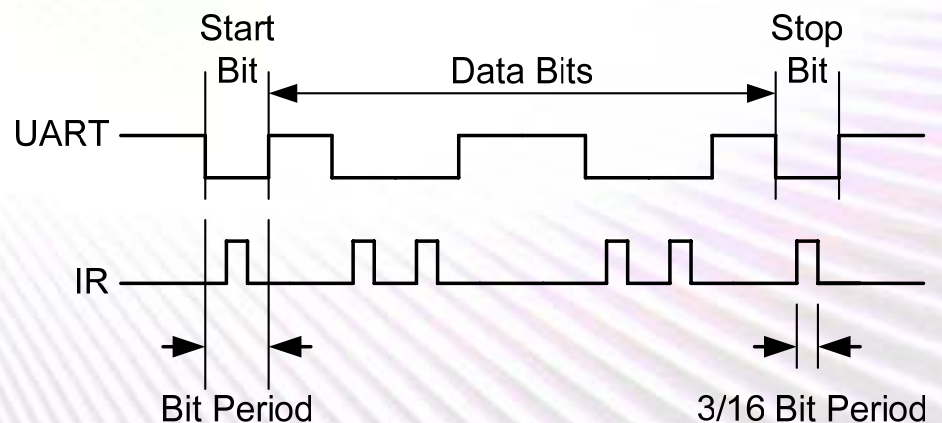 Start
Bit
Stop
Bit
Data Bits
UART
IR
Bit Period
3/16 Bit Period